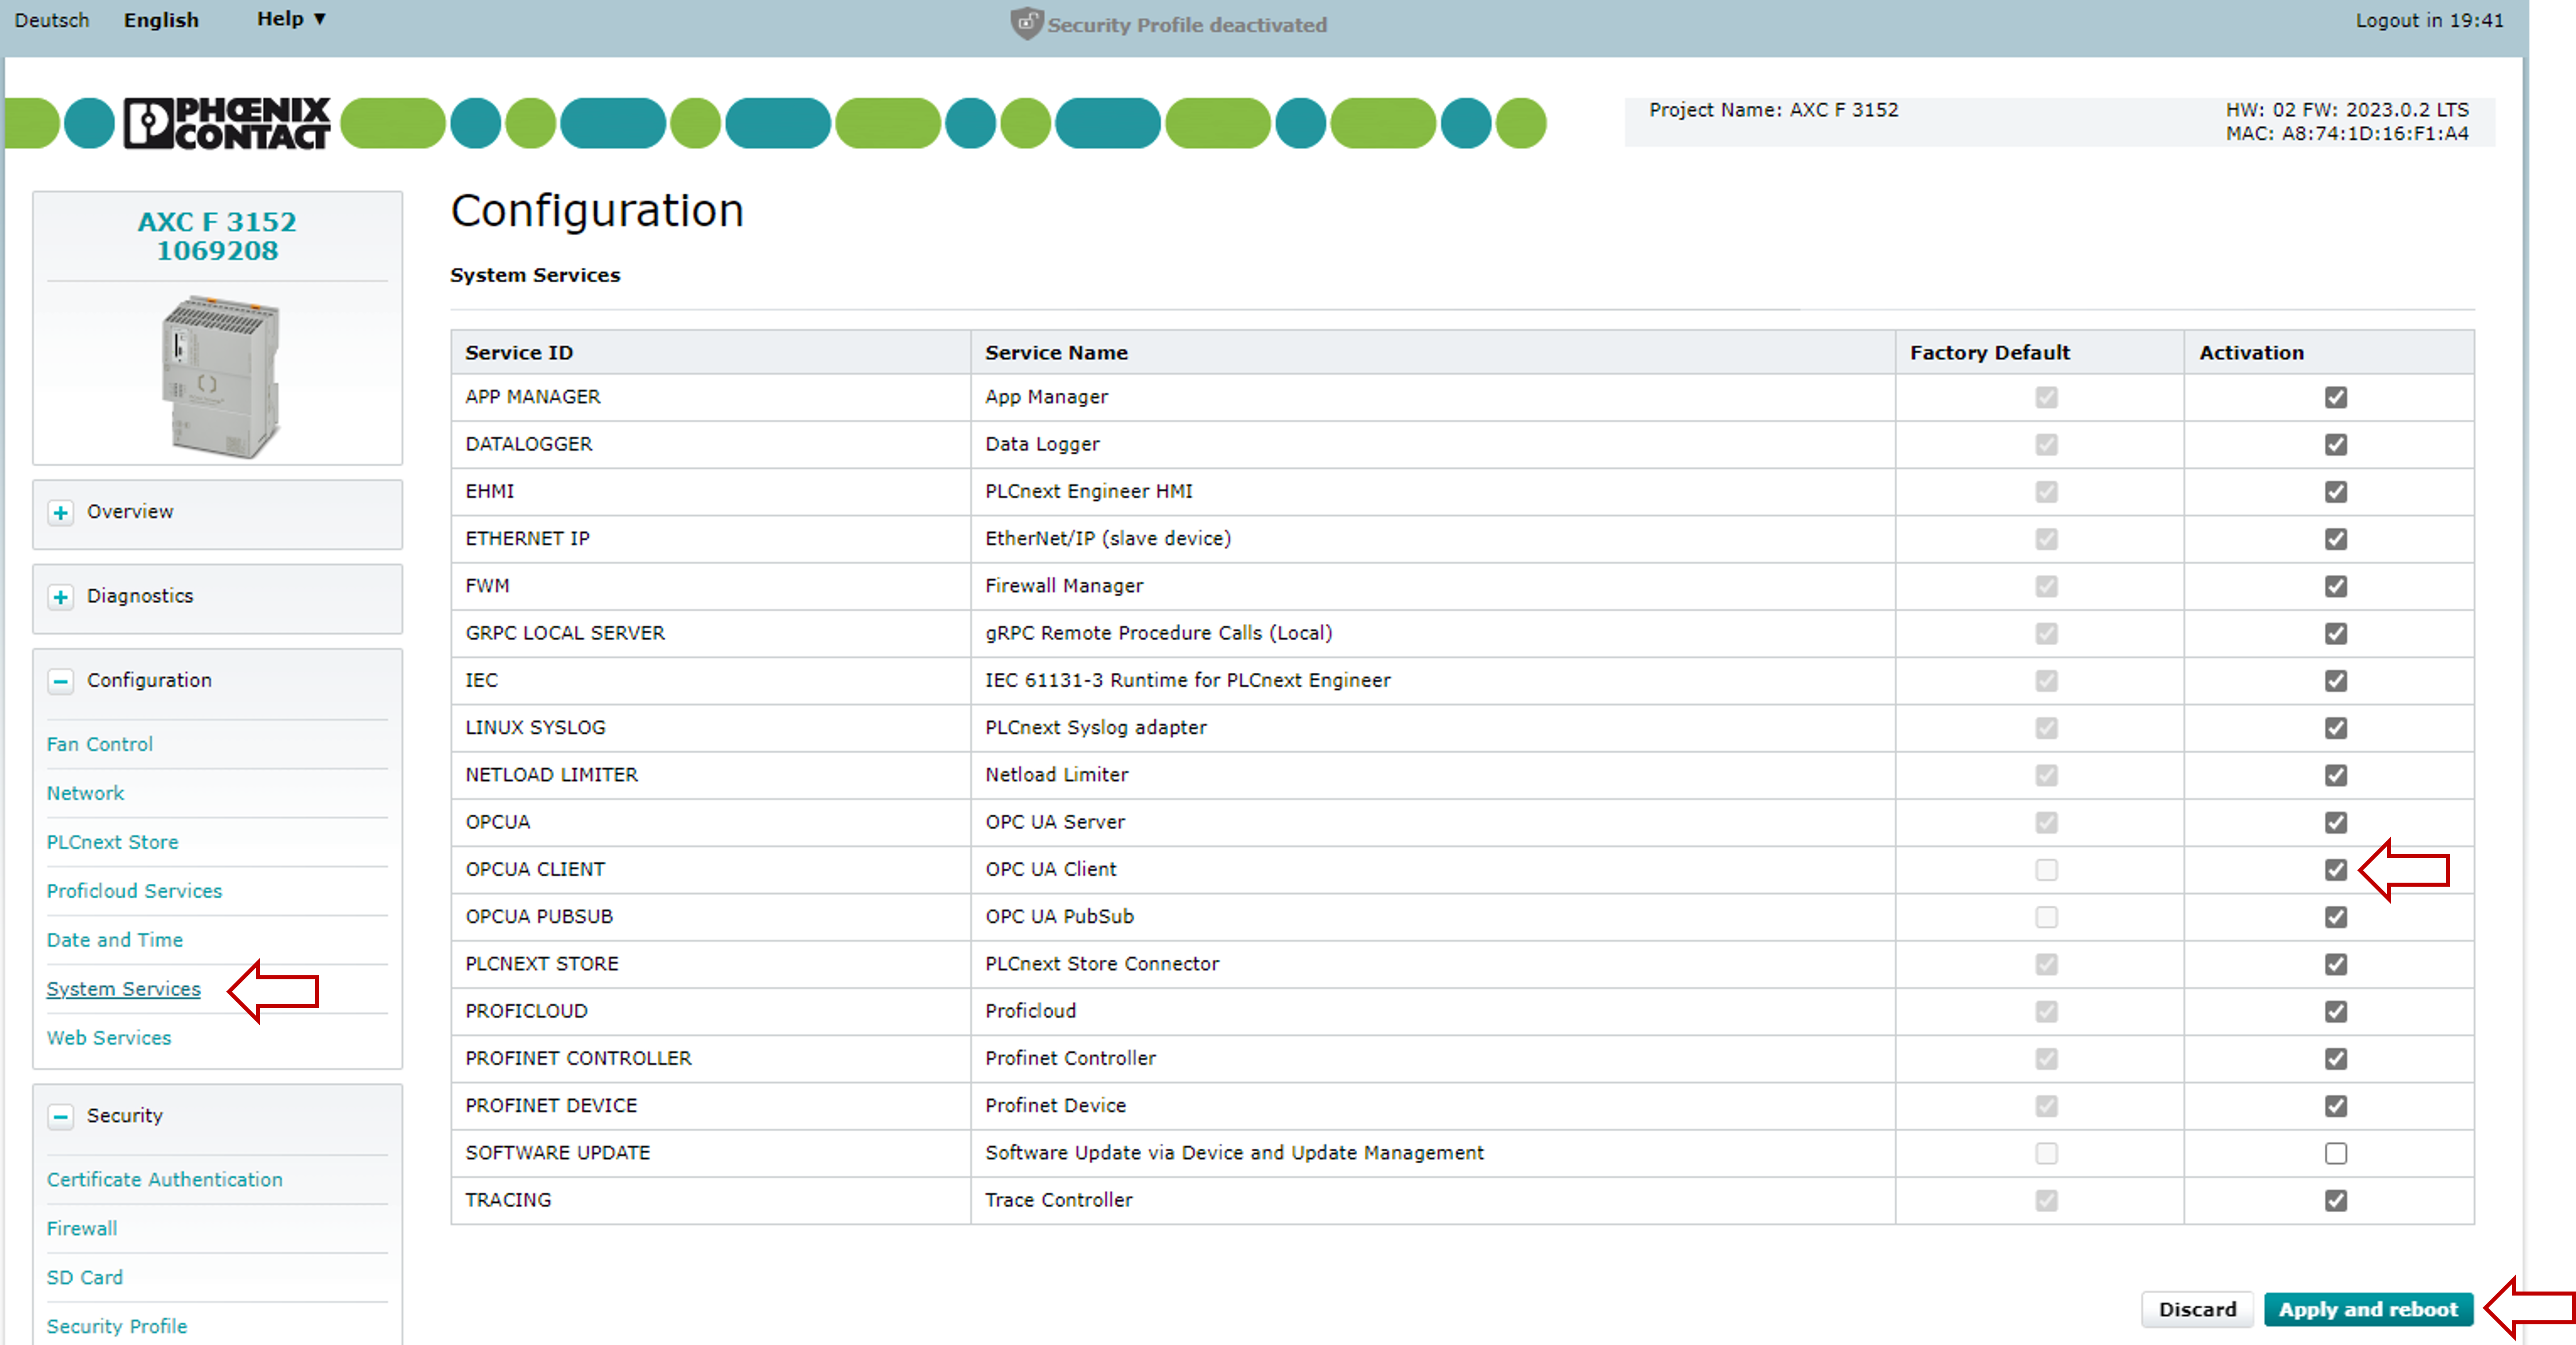 Deutsch English Help ▼ Security Profile deactivated Logout in 19:41
PHŒNIX
CONTACT
Project Name: AXC F 3152 HW: 02 FW: 2023.0.2 LTS
MAC: A8:74:1D:16:F1:A4
AXC F 3152
1069208
Overview
Diagnostics
Configuration
Fan Control
Network
PLCnext Store
Proficloud Services
Date and Time
System Services
Web Services
Security
Certificate Authentication
Firewall
SD Card
Security Profile
Configuration
System Services
Service ID Service Name Factory Default Activation
APP MANAGER App Manager
DATALOGGER Data Logger
EHMI PLCnext Engineer HMI
ETHERNET IP EtherNet/IP (slave device)
FWM Firewall Manager
GRPC LOCAL SERVER gRPC Remote Procedure Calls (Local)
IEC IEC 61131-3 Runtime for PLCnext Engineer
LINUX SYSLOG PLCnext Syslog adapter
NETLOAD LIMITER Netload Limiter
OPCUA OPC UA Server
OPCUA CLIENT OPC UA Client
OPCUA PUBSUB OPC UA PubSub
PLCNEXT STORE PLCnext Store Connector
PROFICLOUD Proficloud
PROFINET CONTROLLER Profinet Controller
PROFINET DEVICE Profinet Device
SOFTWARE UPDATE Software Update via Device and Update Management
TRACING Trace Controller
Discard Apply and reboot